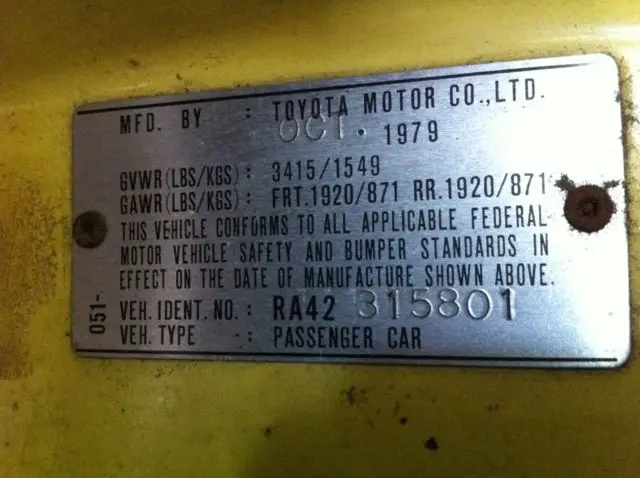 MFD. BY : TOYOTA MOTOR CO.,LTD.
OCT. 1979
GVWR(LBS/KGS): 3415/1549
GAWR(LBS/KGS): FRT.1920/871 RR.1920/871
THIS VEHICLE CONFORMS TO ALL APPLICABLE FEDERAL
MOTOR VEHICLE SAFETY AND BUMPER STANDARDS IN
EFFECT ON THE DATE OF MANUFACTURE SHOWN ABOVE.
VEH. IDENT. NO.: RA42 315801
VEH. TYPE : PASSENGER CAR
051-